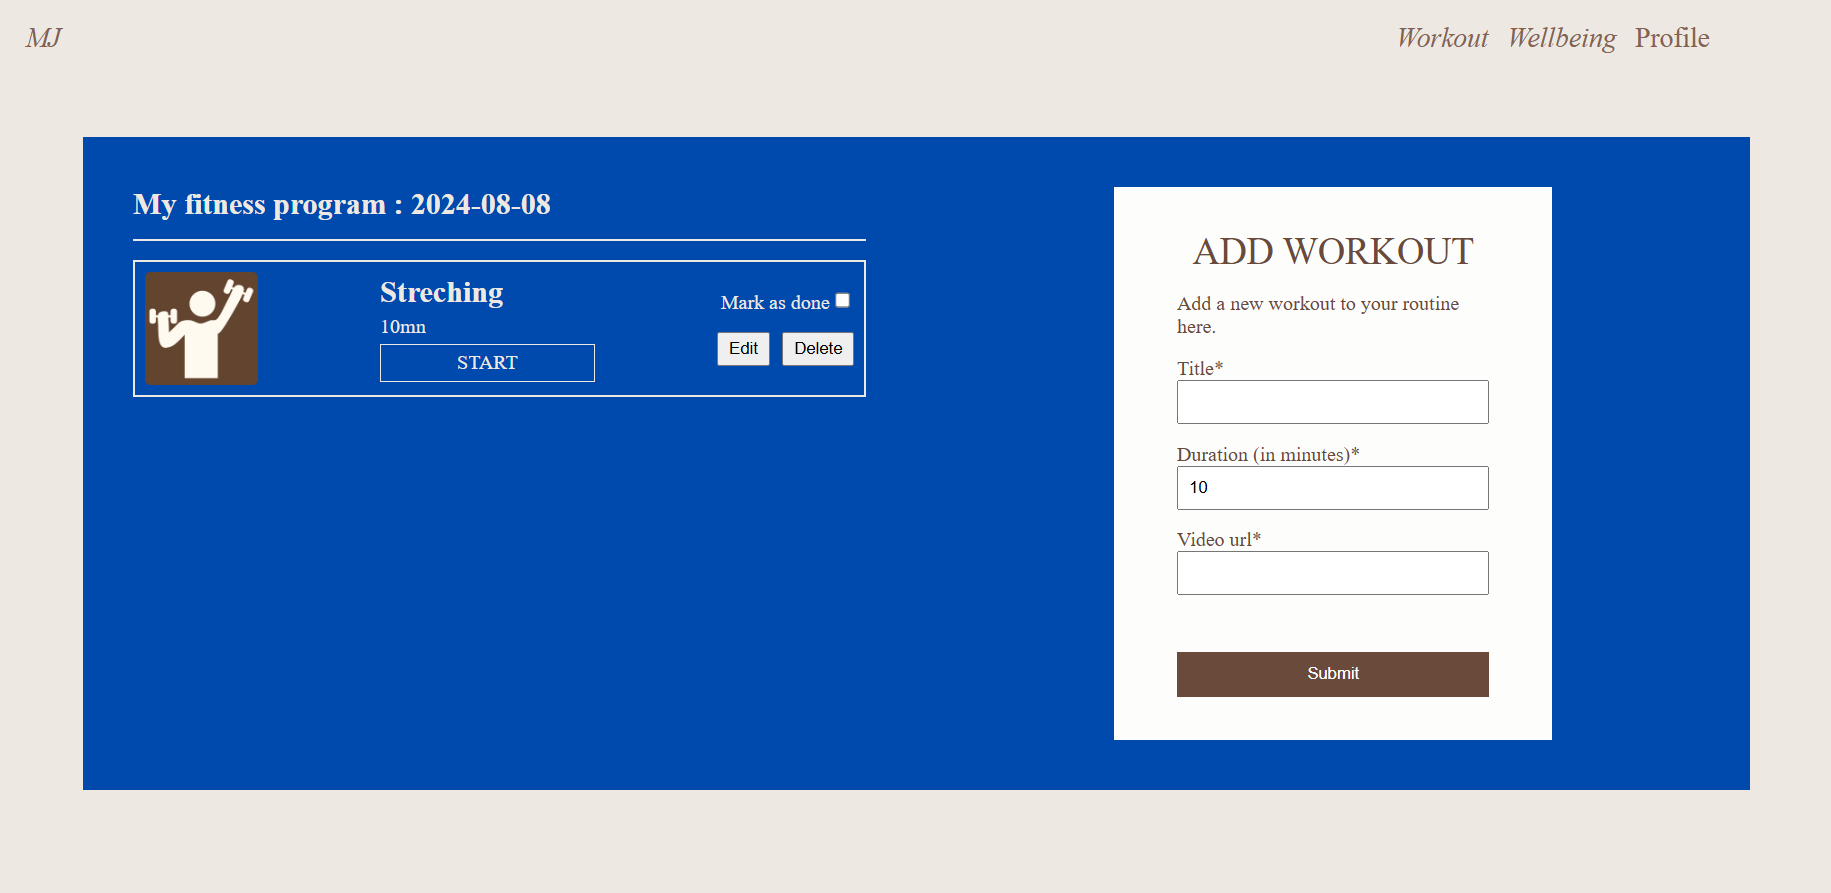 MJ
Workout Wellbeing Profile
My fitness program : 2024-08-08
Streching
10mn
START
Mark as done
Edit Delete
ADD WORKOUT
Add a new workout to your routine
here.
Title*
Duration (in minutes)*
10
Video url*
Submit